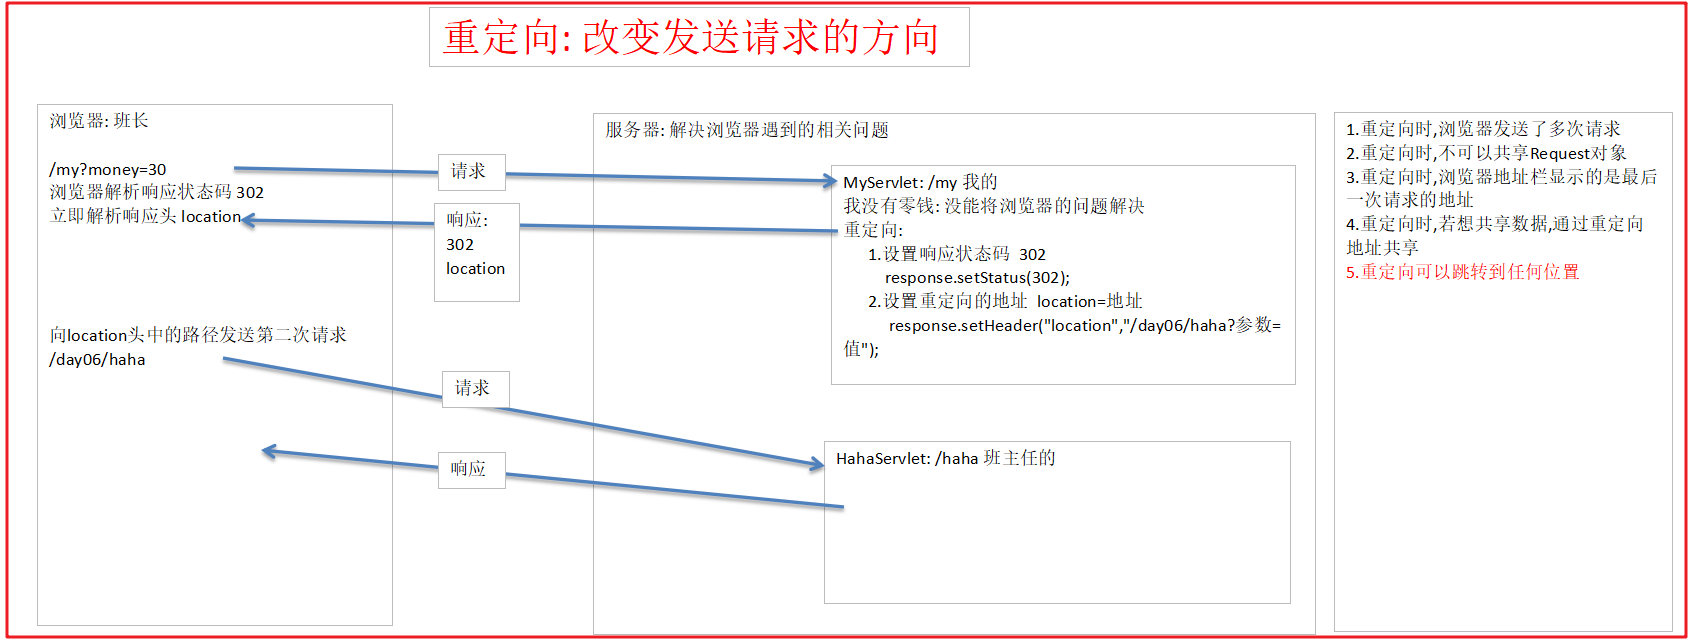 重定向: 改变发送请求的方向
浏览器: 班长
/my?money=30
浏览器解析响应状态码 302
立即解析响应头 location
向location头中的路径发送第二次请求
/day06/haha
请求
响应:
302
location
请求
响应
服务器: 解决浏览器遇到的相关问题
MyServlet: /my 我的
我没有零钱: 没能将浏览器的问题解决
重定向:
1.设置响应状态码 302
response.setStatus(302);
2.设置重定向的地址 location=地址
response.setHeader("location","/day06/haha?参数=
值");
HahaServlet: /haha 班主任的
1.重定向时,浏览器发送了多次请求
2.重定向时,不可以共享Request对象
3.重定向时,浏览器地址栏显示的是最后
一次请求的地址
4.重定向时,若想共享数据,通过重定向
地址共享
5.重定向可以跳转到任何位置